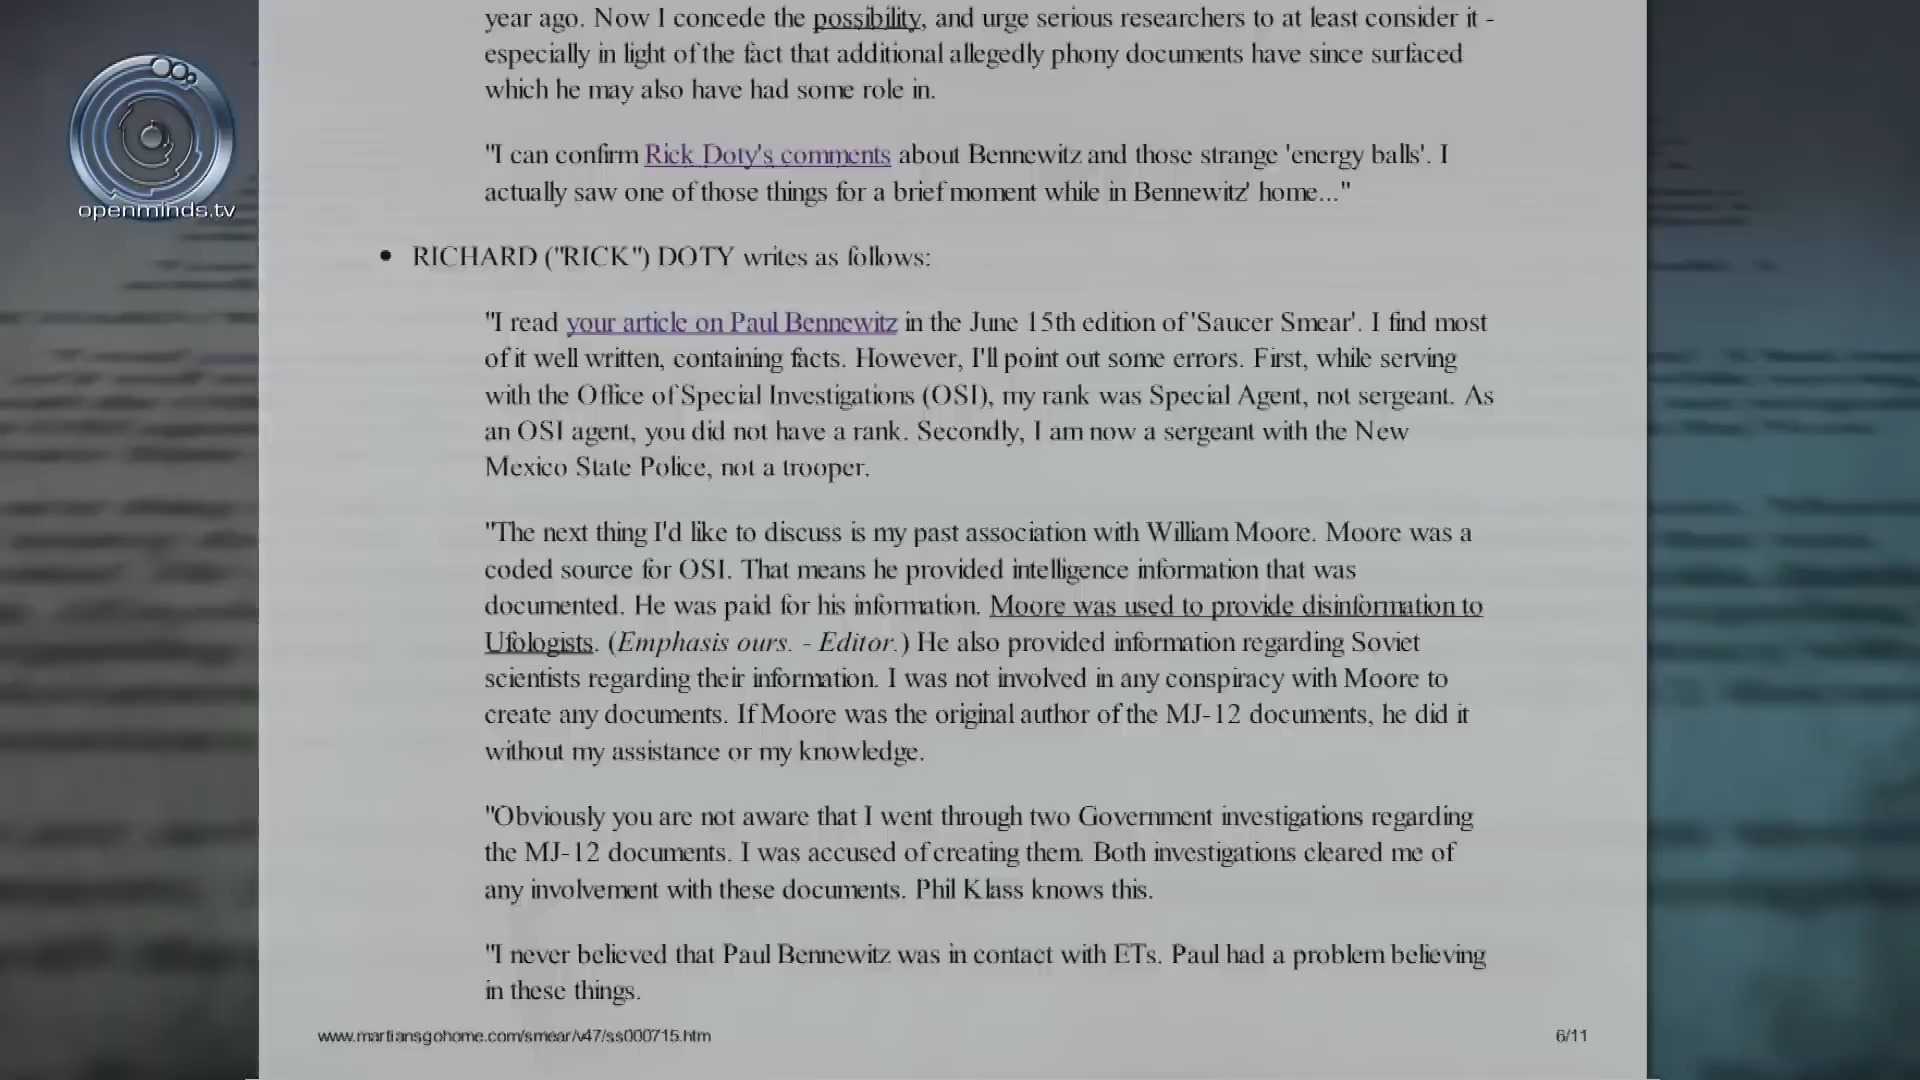 year ago. Now I concede the possibility, and urge serious researchers to at least consider it -
especially in light of the fact that additional allegedly phony documents have since surfaced
which he may also have had some role in.
"I can confirm Rick Doty's comments about Bennewitz and those strange 'energy balls'. I
actually saw one of those things for a brief moment while in Bennewitz' home..."
openminds.tv
• RICHARD ("RICK") DOTY writes as follows:
"I read your article on Paul Bennewitz in the June 15th edition of 'Saucer Smear'. I find most
of it well written, containing facts. However, I'll point out some errors. First, while serving
with the Office of Special Investigations (OSI), my rank was Special Agent, not sergeant. As
an OSI agent, you did not have a rank. Secondly, I am now a sergeant with the New
Mexico State Police, not a trooper.
"The next thing I'd like to discuss is my past association with William Moore. Moore was a
coded source for OSI. That means he provided intelligence information that was
documented. He was paid for his information. Moore was used to provide disinformation to
Ufologists. (Emphasis ours. - Editor.) He also provided information regarding Soviet
scientists regarding their information. I was not involved in any conspiracy with Moore to
create any documents. If Moore was the original author of the MJ-12 documents, he did it
without my assistance or my knowledge.
"Obviously you are not aware that I went through two Government investigations regarding
the MJ-12 documents. I was accused of creating them. Both investigations cleared me of
any involvement with these documents. Phil Klass knows this.
"I never believed that Paul Bennewitz was in contact with ETs. Paul had a problem believing
in these things.
www.martiansgohome.com/smear/v47/ss000715.htm
6/11